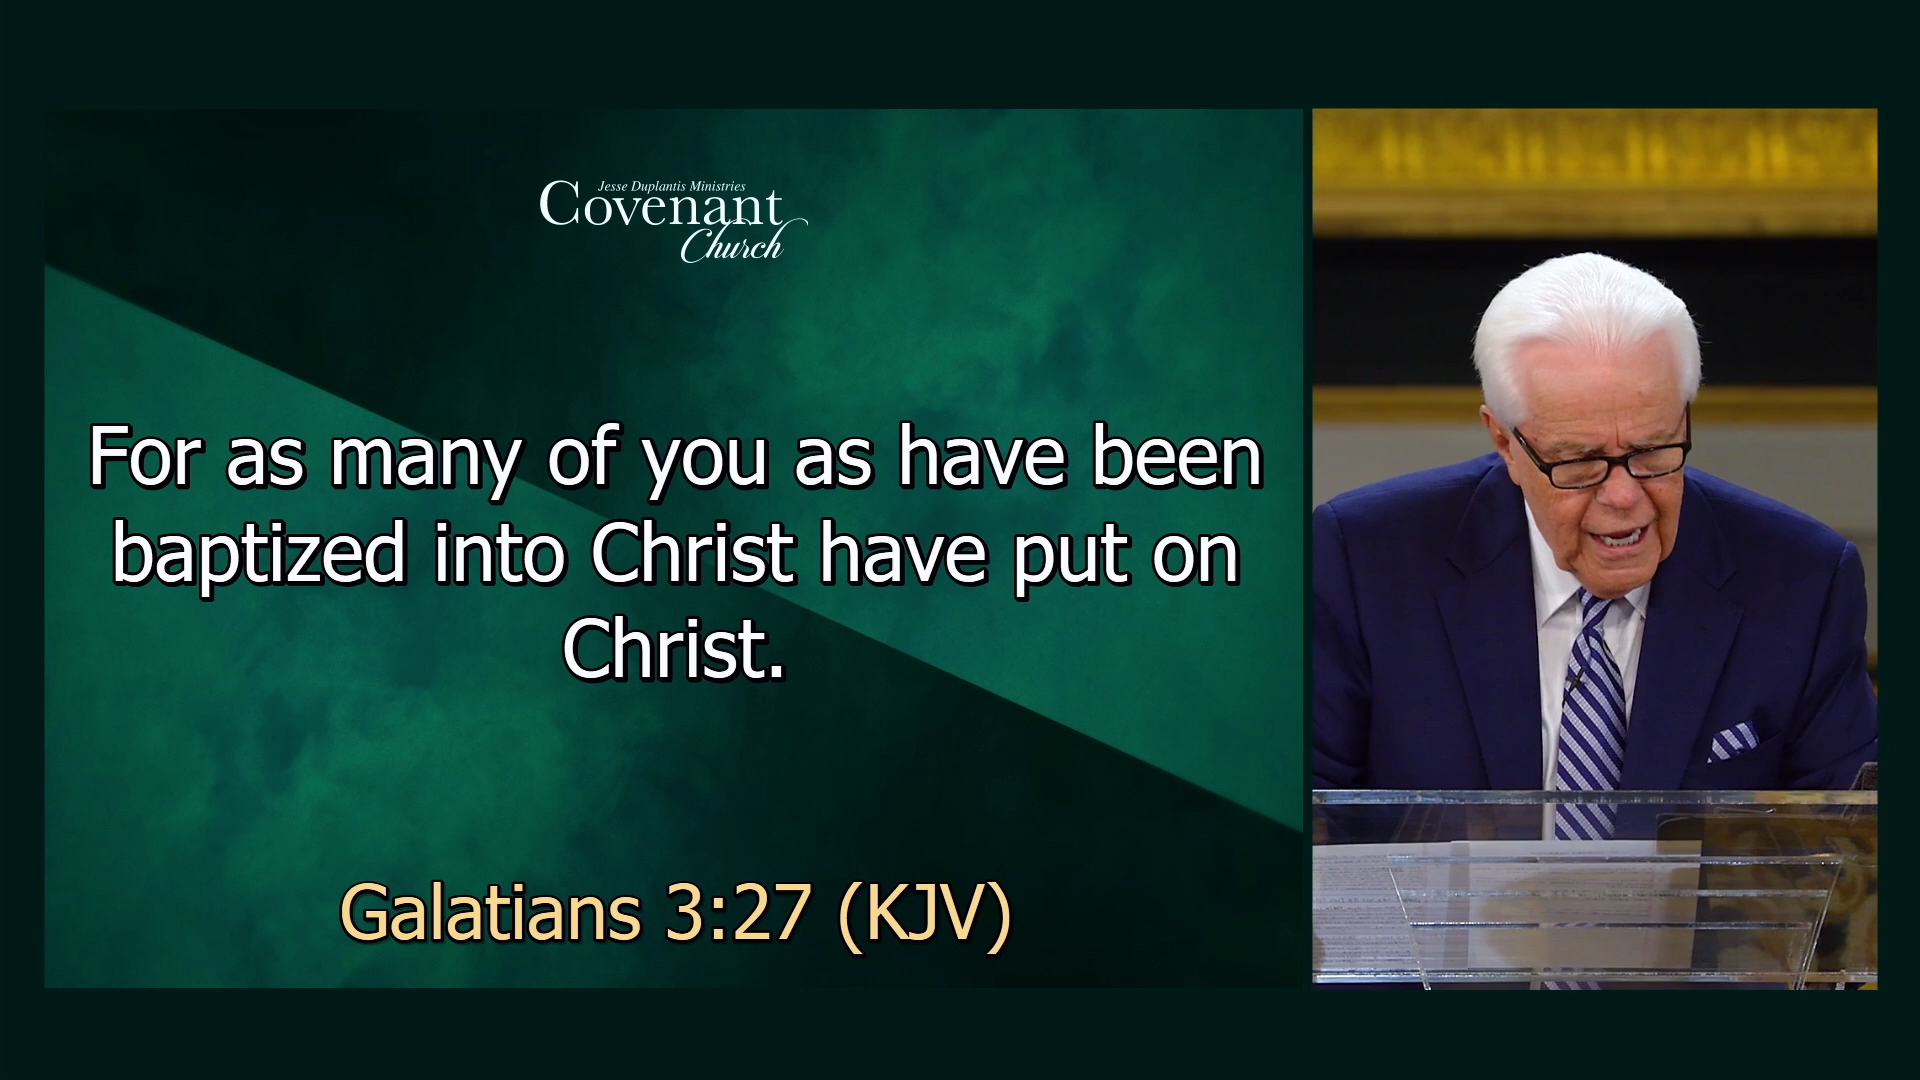 Jesse Duplantis Ministries
Covenant
Church
For as many of you as have been
baptized into Christ have put on
Christ.
Galatians 3:27 (KJV)